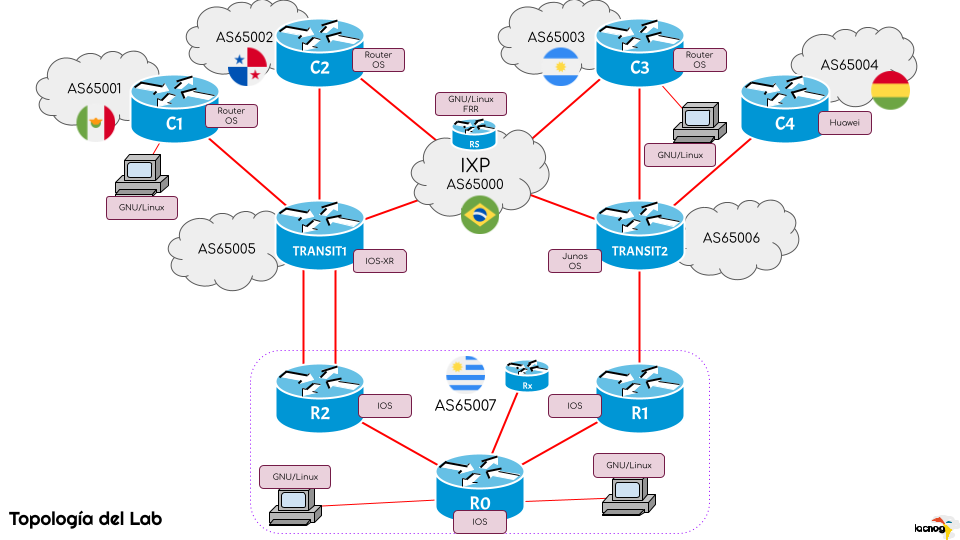 AS65002
C2
Router
OS
AS65003
C3
Router
OS
AS65001
C1
Router
OS
GNU/Linux
FRR
RS
IXP
AS65000
AS65004
C4
Huawei
GNU/Linux
GNU/Linux
AS65005
TRANSIT1
IOS-XR
Junos
OS
TRANSIT2
AS65006
R2
IOS
AS65007
Rx
IOS
R1
GNU/Linux
R0
IOS
GNU/Linux
Topología del Lab
lacnog